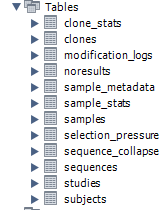 Tables
clone_stats
clones
modification_logs
noresults
sample_metadata
sample_stats
samples
selection_pressure
sequence_collapse
sequences
studies
subjects